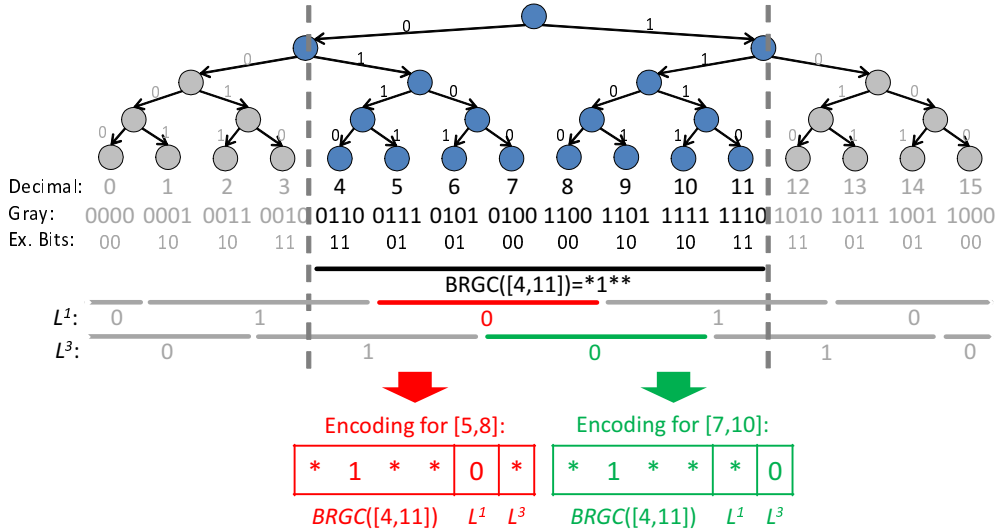 0 1
0 1 1 0
0 1 1 0 0 1 1 0
0 1 1 0 0 1 1 0 0 1 1 0 0 1 1 0
Decimal: 0 1 2 3 4 5 6 7 8 9 10 11 12 13 14 15
Gray: 0000 0001 0011 0010 0110 0111 0101 0100 1100 1101 1111 1110 1010 1011 1001 1000
Ex. Bits: 00 10 10 11 11 01 01 00 00 10 10 11 11 01 01 00
BRGC([4,11])=*1**
L¹: 0 1 0 1 0
L³: 0 1 0 1 0
Encoding for [5,8]: Encoding for [7,10]:
* 1 * * 0 * * 1 * * * 0
BRGC([4,11]) L¹ L³ BRGC([4,11]) L¹ L³